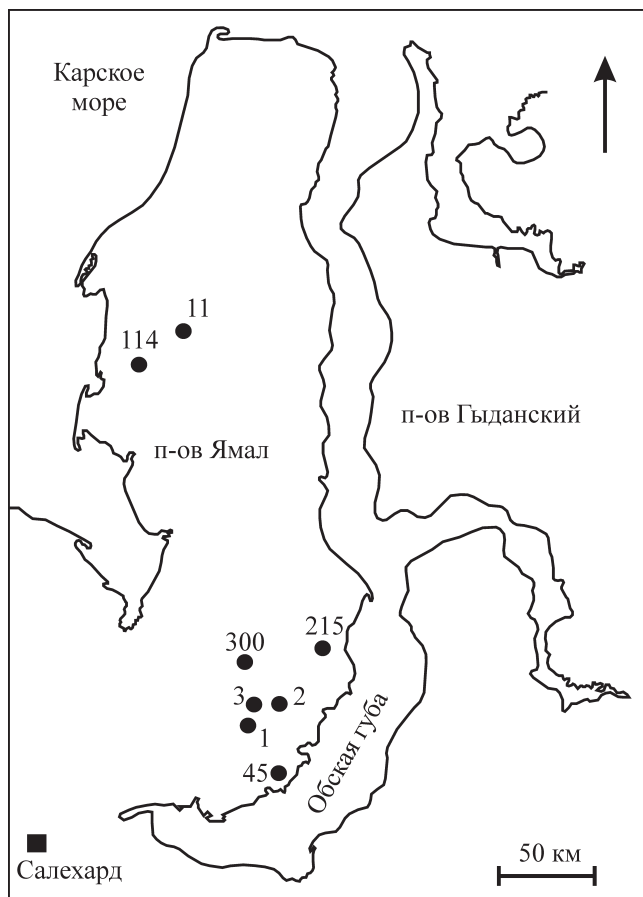 Карское
море
11
114
п-ов Гыданский
п-ов Ямал
215
300
3
2
1
45
Обская губа
50 км
Салехард